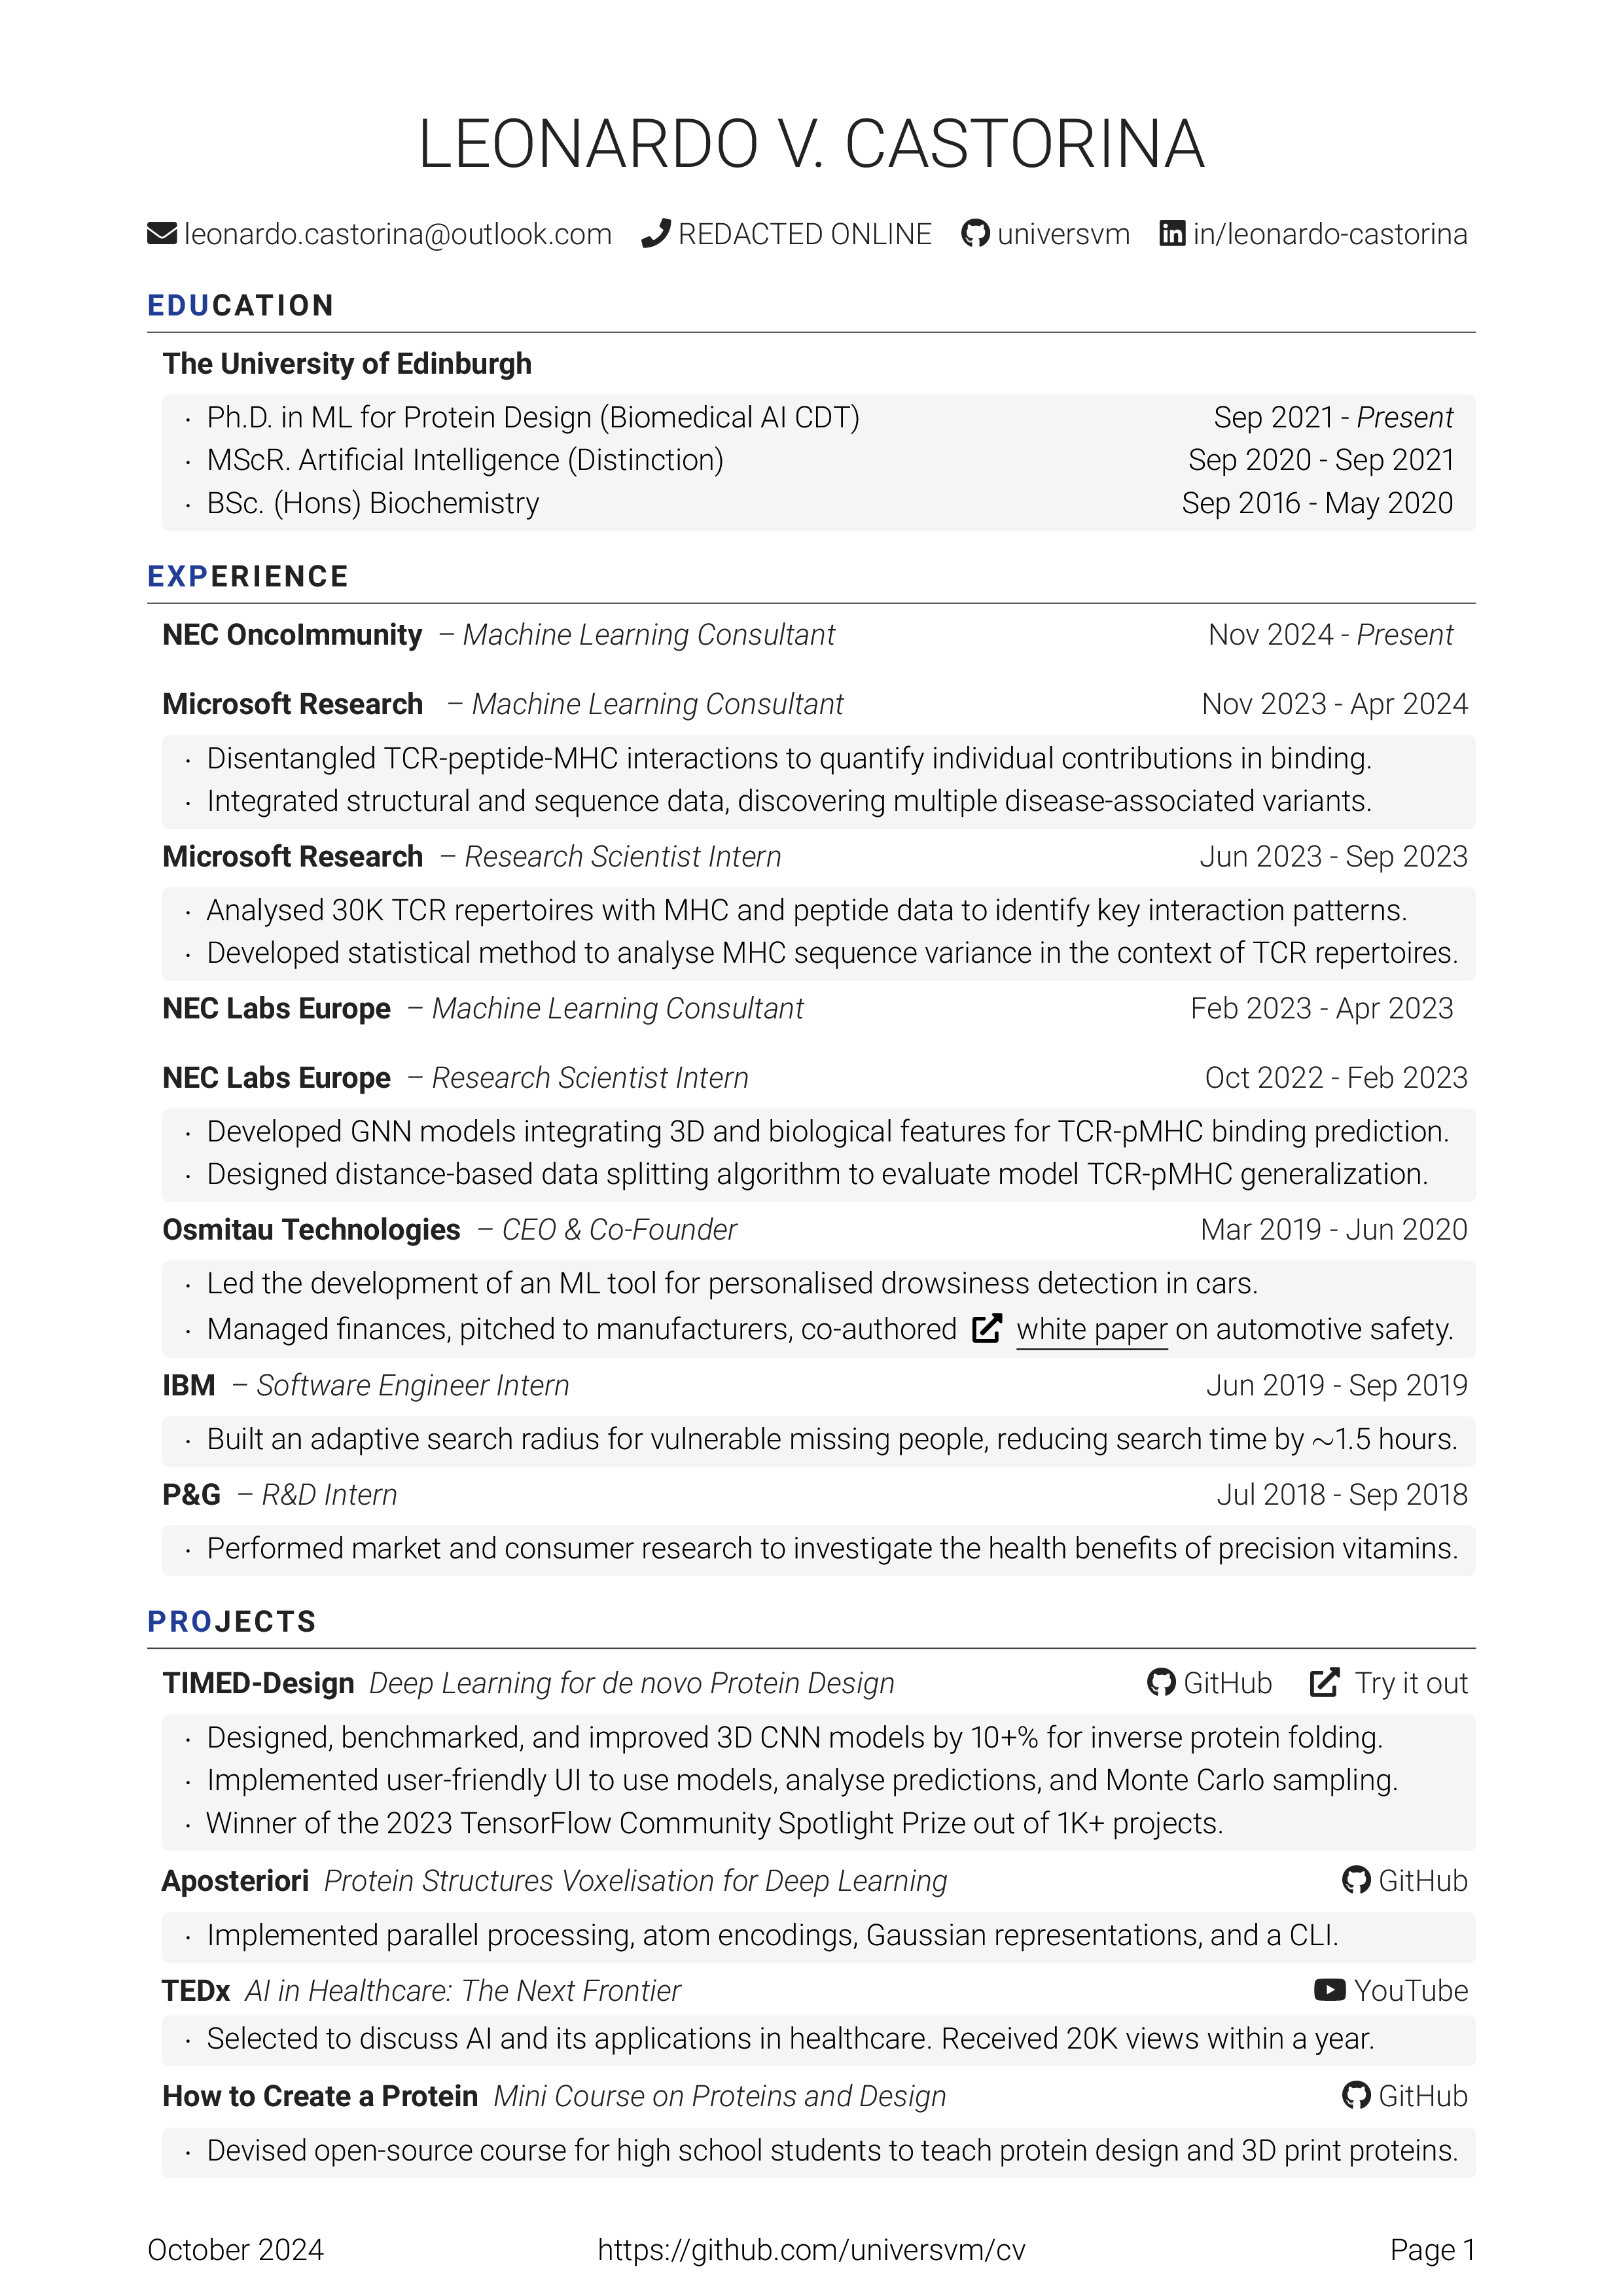 LEONARDO V. CASTORINA
leonardo.castorina@outlook.com REDACTED ONLINE universvm in/leonardo-castorina
EDUCATION
The University of Edinburgh
· Ph.D. in ML for Protein Design (Biomedical AI CDT) Sep 2021 - Present
· MScR. Artificial Intelligence (Distinction) Sep 2020 - Sep 2021
· BSc. (Hons) Biochemistry Sep 2016 - May 2020
EXPERIENCE
NEC OncoImmunity – Machine Learning Consultant Nov 2024 - Present
Microsoft Research – Machine Learning Consultant Nov 2023 - Apr 2024
· Disentangled TCR-peptide-MHC interactions to quantify individual contributions in binding.
· Integrated structural and sequence data, discovering multiple disease-associated variants.
Microsoft Research – Research Scientist Intern Jun 2023 - Sep 2023
· Analysed 30K TCR repertoires with MHC and peptide data to identify key interaction patterns.
· Developed statistical method to analyse MHC sequence variance in the context of TCR repertoires.
NEC Labs Europe – Machine Learning Consultant Feb 2023 - Apr 2023
NEC Labs Europe – Research Scientist Intern Oct 2022 - Feb 2023
· Developed GNN models integrating 3D and biological features for TCR-pMHC binding prediction.
· Designed distance-based data splitting algorithm to evaluate model TCR-pMHC generalization.
Osmitau Technologies – CEO & Co-Founder Mar 2019 - Jun 2020
· Led the development of an ML tool for personalised drowsiness detection in cars.
· Managed finances, pitched to manufacturers, co-authored white paper on automotive safety.
IBM – Software Engineer Intern Jun 2019 - Sep 2019
· Built an adaptive search radius for vulnerable missing people, reducing search time by ~1.5 hours.
P&G – R&D Intern Jul 2018 - Sep 2018
· Performed market and consumer research to investigate the health benefits of precision vitamins.
PROJECTS
TIMED-Design Deep Learning for de novo Protein Design GitHub Try it out
· Designed, benchmarked, and improved 3D CNN models by 10+% for inverse protein folding.
· Implemented user-friendly UI to use models, analyse predictions, and Monte Carlo sampling.
· Winner of the 2023 TensorFlow Community Spotlight Prize out of 1K+ projects.
Aposteriori Protein Structures Voxelisation for Deep Learning GitHub
· Implemented parallel processing, atom encodings, Gaussian representations, and a CLI.
TEDx AI in Healthcare: The Next Frontier YouTube
· Selected to discuss AI and its applications in healthcare. Received 20K views within a year.
How to Create a Protein Mini Course on Proteins and Design GitHub
· Devised open-source course for high school students to teach protein design and 3D print proteins.
October 2024 https://github.com/universvm/cv Page 1